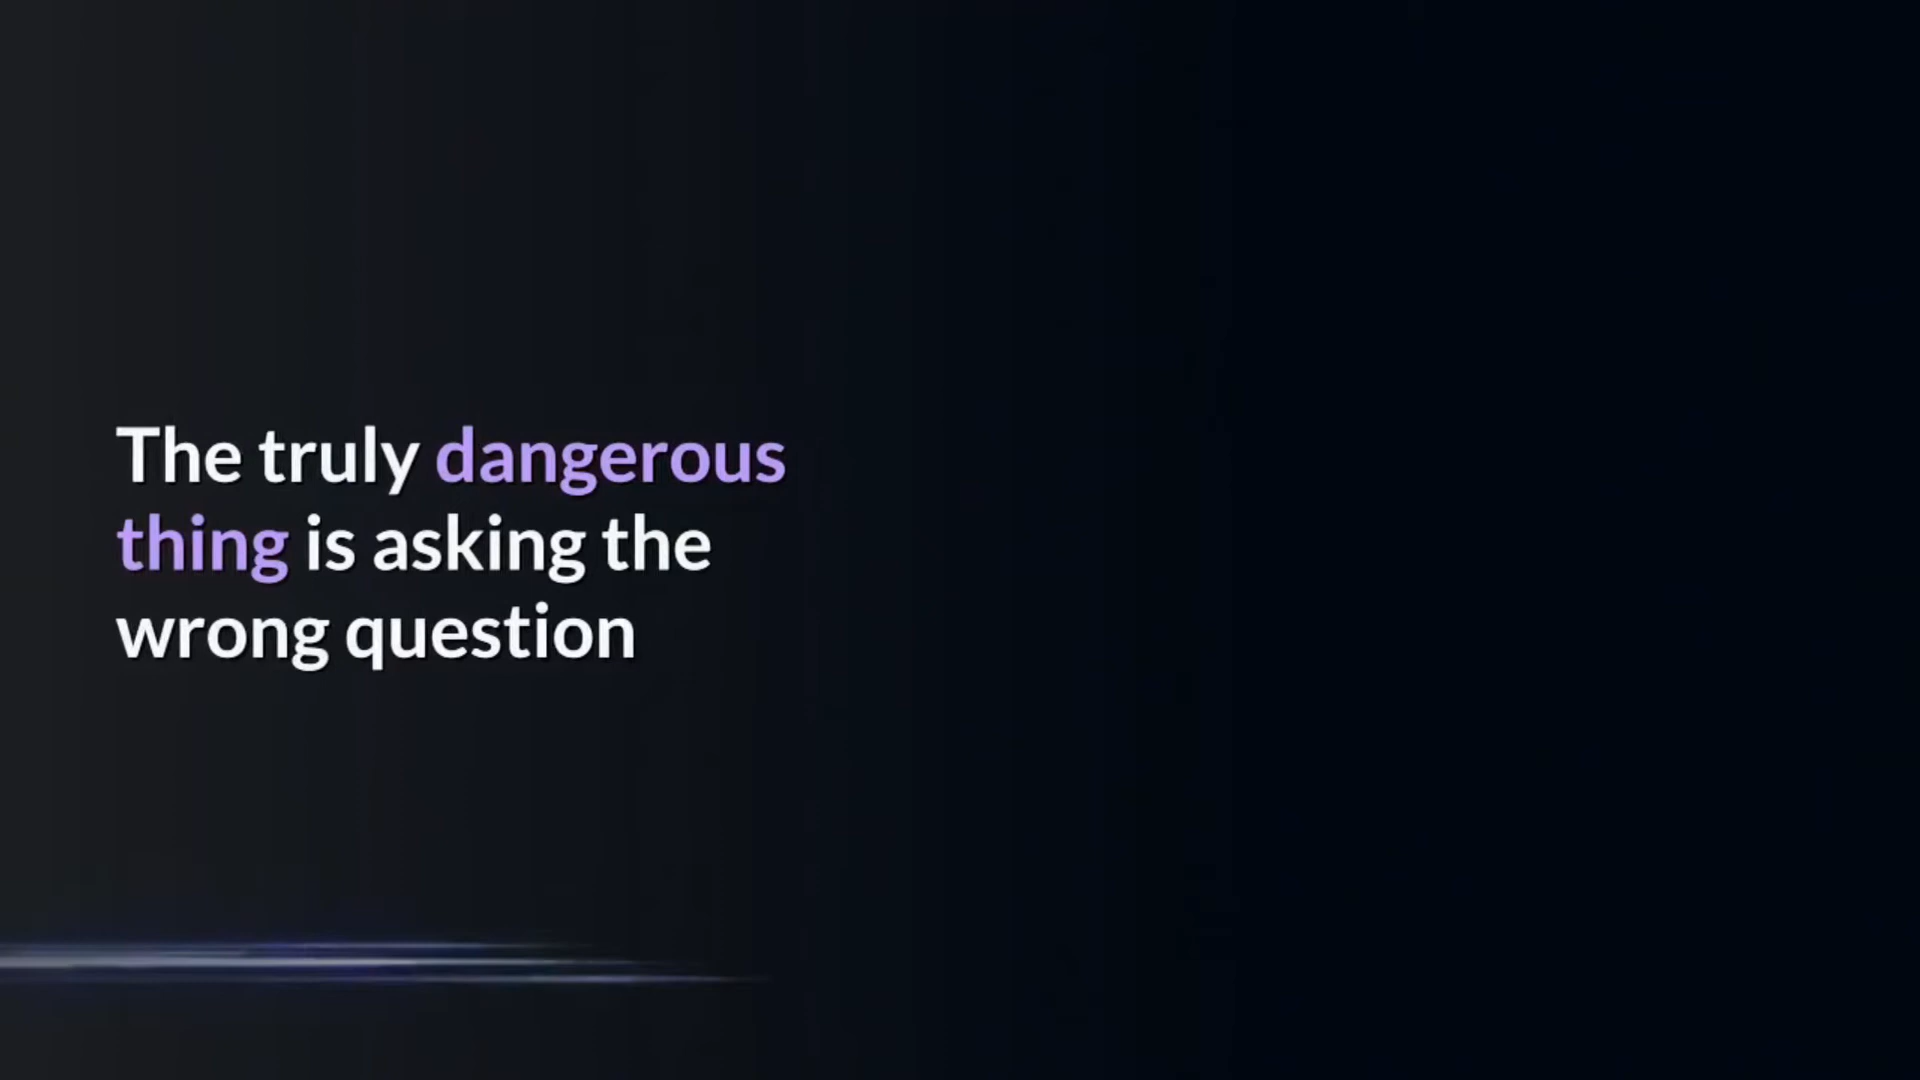 The truly dangerous
thing is asking the
wrong question